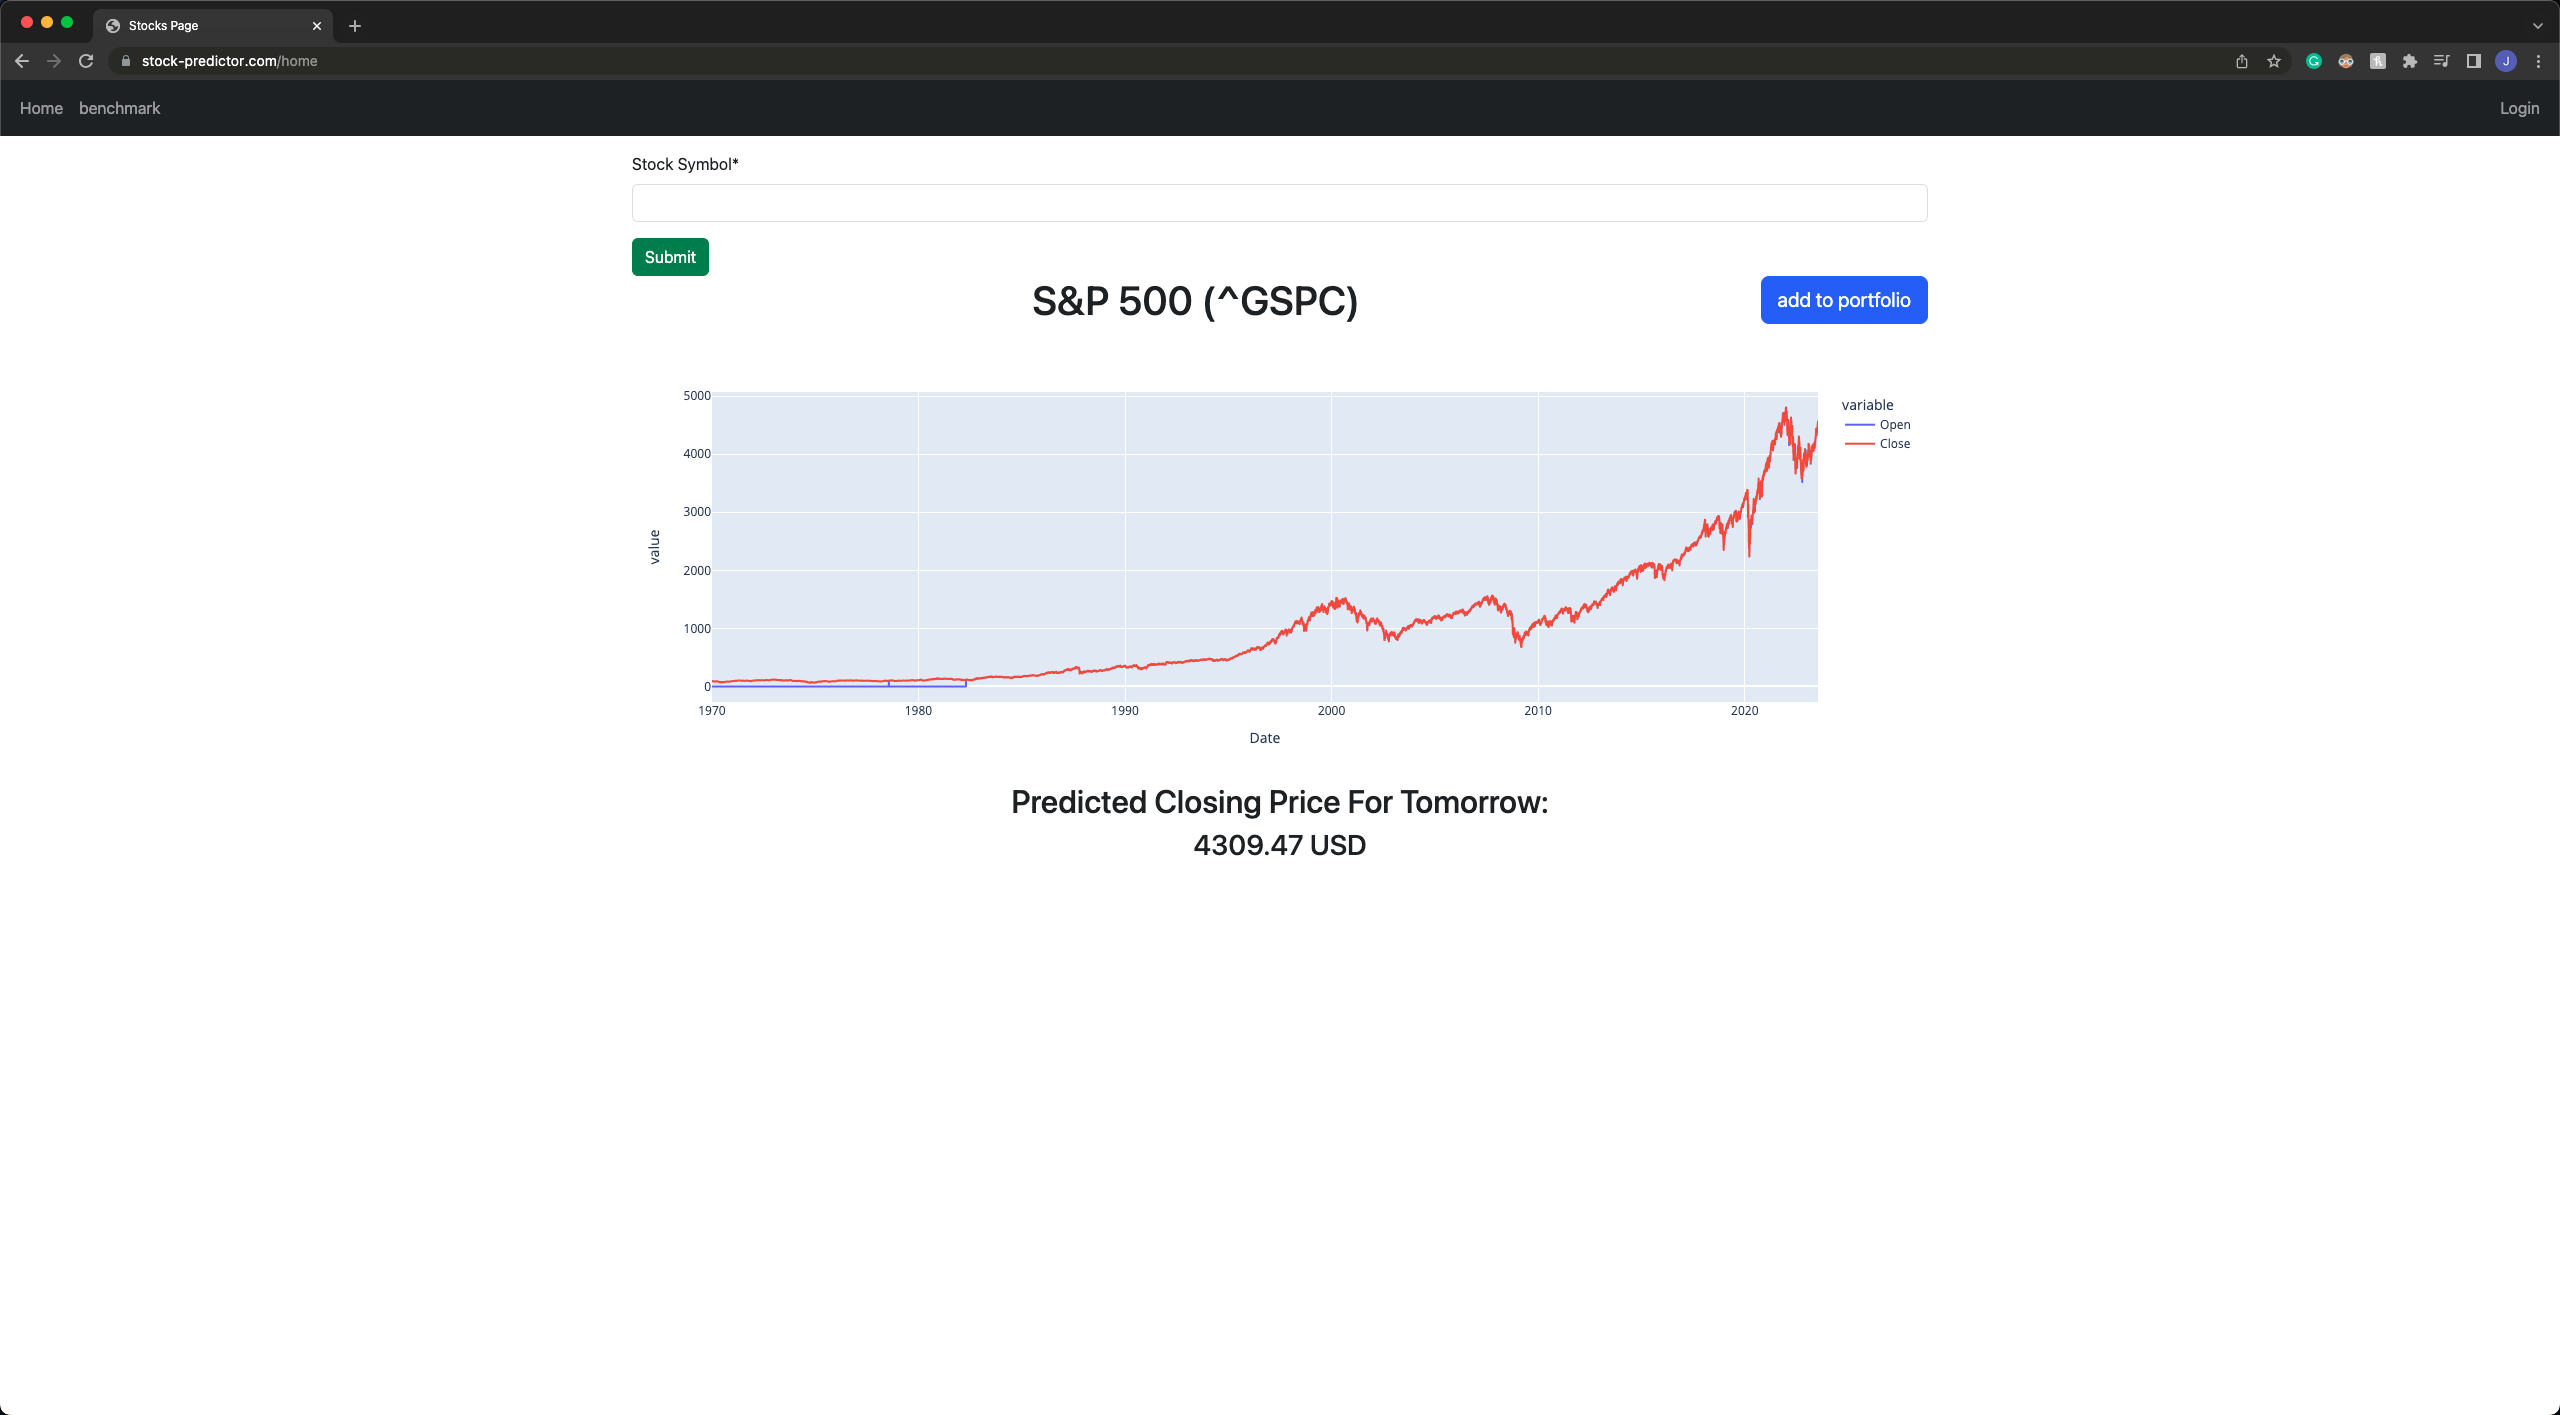 Stocks Page
stock-predictor.com/home
J
Home benchmark Login
Stock Symbol*
Submit
S&P 500 (^GSPC)
add to portfolio
variable
Open
Close
5000
4000
3000
2000
1000
0
value
1970 1980 1990 2000 2010 2020
Date
Predicted Closing Price For Tomorrow:
4309.47 USD